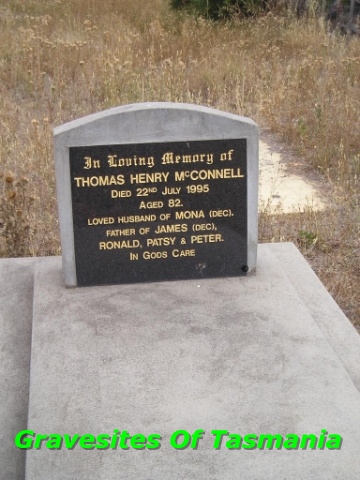 In Loving Memory of
THOMAS HENRY McCONNELL
DIED 22ND JULY 1995
AGED 82.
LOVED HUSBAND OF MONA (DEC).
FATHER OF JAMES (DEC),
RONALD, PATSY & PETER.
IN GODS CARE
Gravesites Of Tasmania